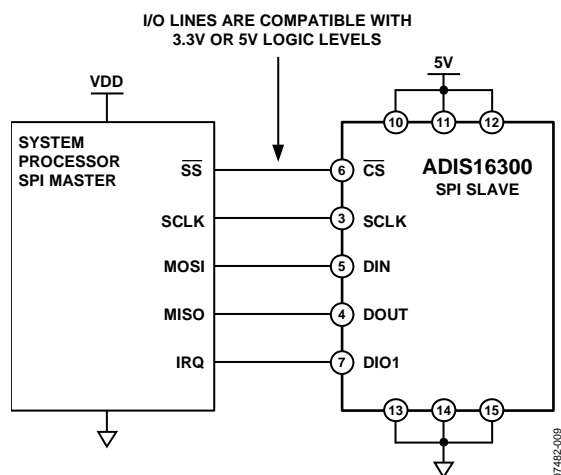 I/O LINES ARE COMPATIBLE WITH
3.3V OR 5V LOGIC LEVELS
VDD
5V
10 11 12
SYSTEM
PROCESSOR
SPI MASTER
ADIS16300
SPI SLAVE
SS 6 CS
SCLK 3 SCLK
MOSI 5 DIN
MISO 4 DOUT
IRQ 7 DIO1
13 14 15
07482-009